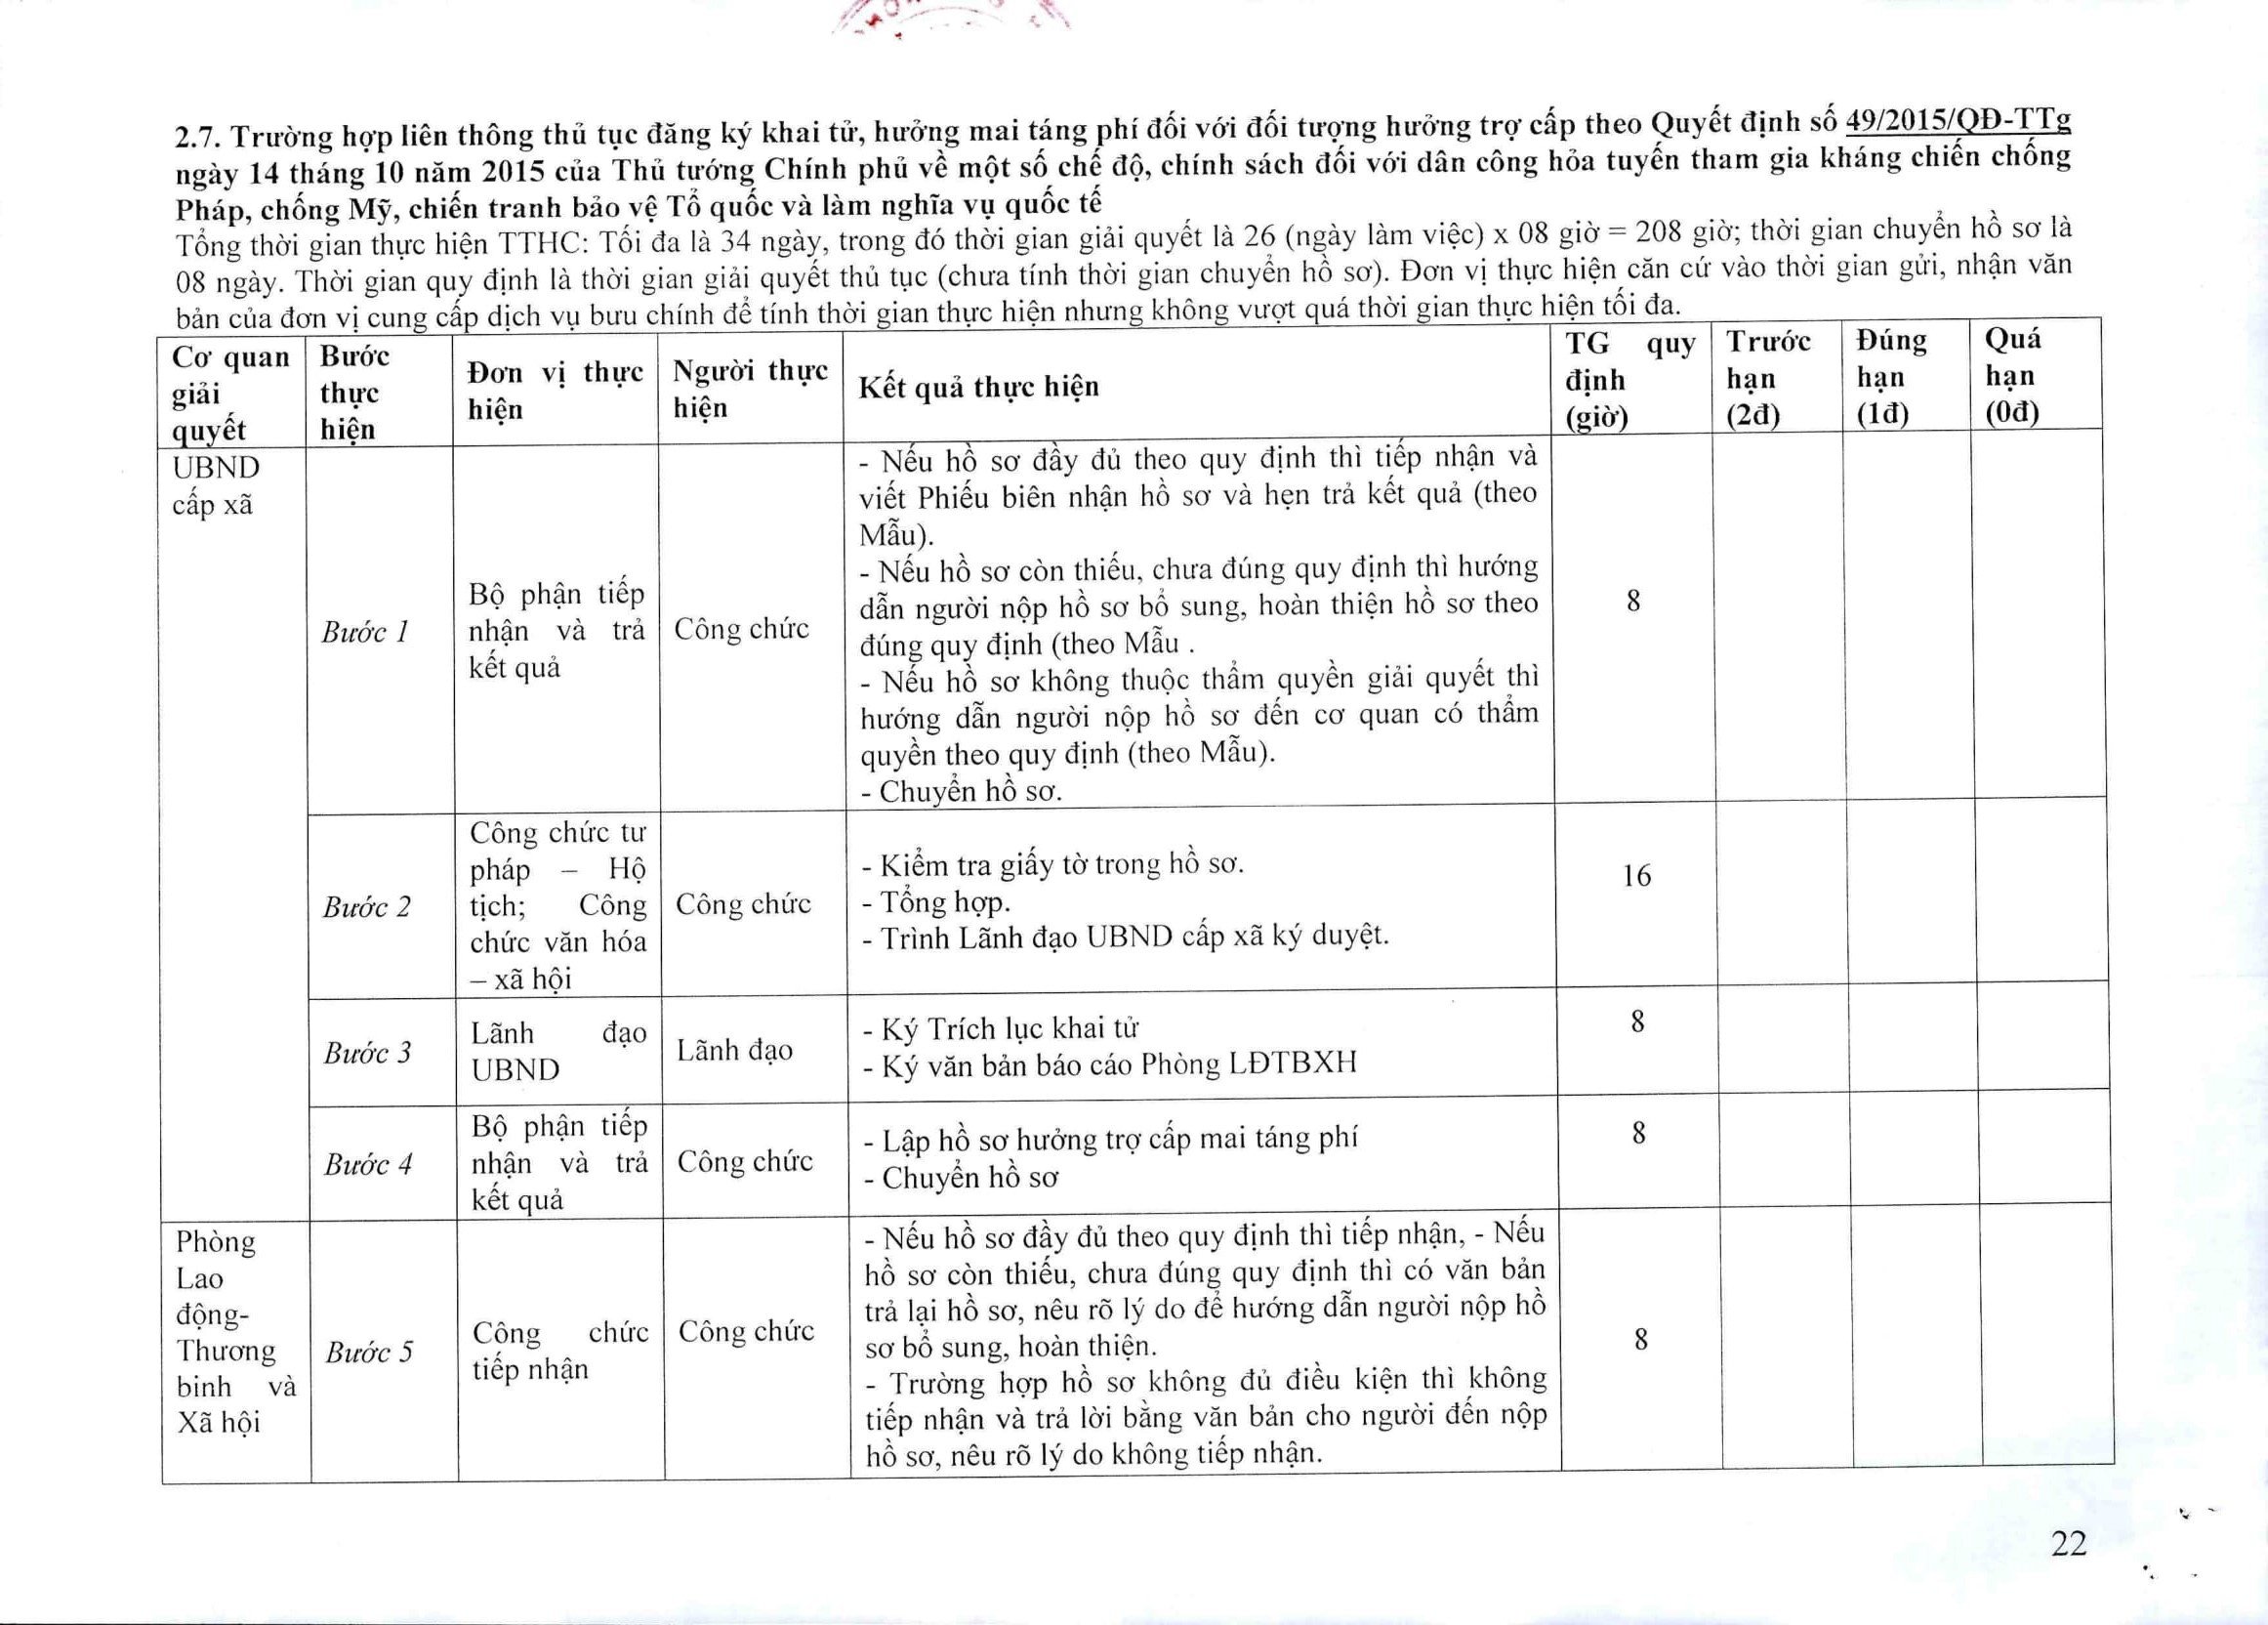 2.7. Trường hợp liên thông thủ tục đăng ký khai tử, hưởng mai táng phí đối với đối tượng hưởng trợ cấp theo Quyết định số 49/2015/QĐ-TTg
ngày 14 tháng 10 năm 2015 của Thủ tướng Chính phủ về một số chế độ, chính sách đối với dân công hỏa tuyến tham gia kháng chiến chống
Pháp, chống Mỹ, chiến tranh bảo vệ Tổ quốc và làm nghĩa vụ quốc tế
Tổng thời gian thực hiện TTHC: Tối đa là 34 ngày, trong đó thời gian giải quyết là 26 (ngày làm việc) x 08 giờ = 208 giờ; thời gian chuyển hồ sơ là
08 ngày. Thời gian quy định là thời gian giải quyết thủ tục (chưa tính thời gian chuyển hồ sơ). Đơn vị thực hiện căn cứ vào thời gian gửi, nhận văn
bản của đơn vị cung cấp dịch vụ bưu chính để tính thời gian thực hiện nhưng không vượt quá thời gian thực hiện tối đa.
Cơ quan
giải
quyết
Bước
thực
hiện
Đơn vị thực
hiện
Người thực
hiện
Kết quả thực hiện
TG quy
định
(giờ)
Trước
hạn
(2đ)
Đúng
hạn
(1đ)
Quá
hạn
(0đ)
UBND
cấp xã
Bước 1
Bộ phận tiếp
nhận và trả
kết quả
Công chức
- Nếu hồ sơ đầy đủ theo quy định thì tiếp nhận và
viết Phiếu biên nhận hồ sơ và hẹn trả kết quả (theo
Mẫu).
- Nếu hồ sơ còn thiếu, chưa đúng quy định thì hướng
dẫn người nộp hồ sơ bổ sung, hoàn thiện hồ sơ theo
đúng quy định (theo Mẫu .
- Nếu hồ sơ không thuộc thẩm quyền giải quyết thì
hướng dẫn người nộp hồ sơ đến cơ quan có thẩm
quyền theo quy định (theo Mẫu).
- Chuyển hồ sơ.
8
Bước 2
Công chức tư
pháp – Hộ
tịch; Công
chức văn hóa
– xã hội
Công chức
- Kiểm tra giấy tờ trong hồ sơ.
- Tổng hợp.
- Trình Lãnh đạo UBND cấp xã ký duyệt.
16
Bước 3
Lãnh đạo
UBND
Lãnh đạo
- Ký Trích lục khai tử
- Ký văn bản báo cáo Phòng LĐTBXH
8
Bước 4
Bộ phận tiếp
nhận và trả
kết quả
Công chức
- Lập hồ sơ hưởng trợ cấp mai táng phí
- Chuyển hồ sơ
8
Phòng
Lao
động-
Thương
binh và
Xã hội
Bước 5
Công chức
tiếp nhận
Công chức
- Nếu hồ sơ đầy đủ theo quy định thì tiếp nhận, - Nếu
hồ sơ còn thiếu, chưa đúng quy định thì có văn bản
trả lại hồ sơ, nêu rõ lý do để hướng dẫn người nộp hồ
sơ bổ sung, hoàn thiện.
- Trường hợp hồ sơ không đủ điều kiện thì không
tiếp nhận và trả lời bằng văn bản cho người đến nộp
hồ sơ, nêu rõ lý do không tiếp nhận.
8
22